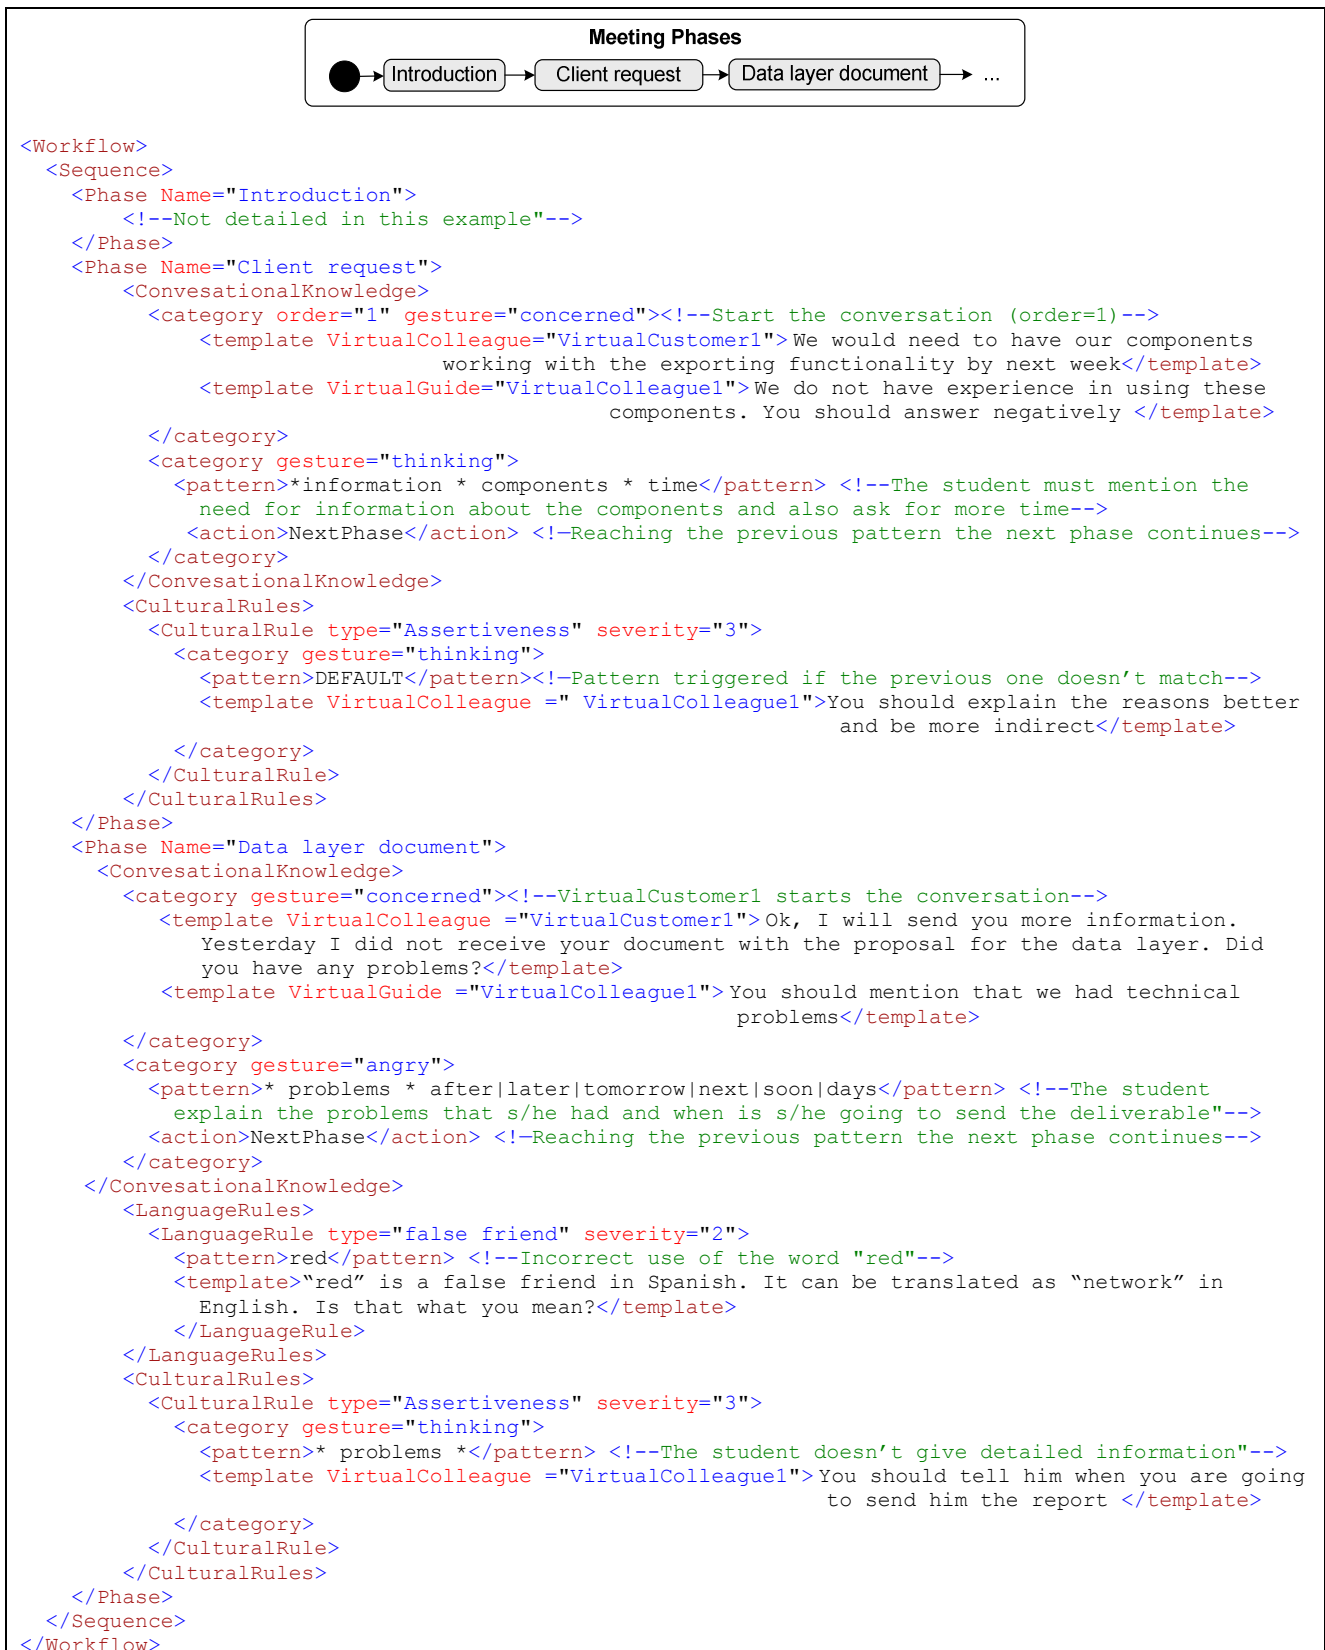 Meeting Phases
Introduction Client request Data layer document ...
<Workflow>
<Sequence>
<Phase Name="Introduction">
<!--Not detailed in this example"-->
</Phase>
<Phase Name="Client request">
<ConvesationalKnowledge>
<category order="1" gesture="concerned"><!--Start the conversation (order=1)-->
<template VirtualColleague="VirtualCustomer1">We would need to have our components
working with the exporting functionality by next week</template>
<template VirtualGuide="VirtualColleague1">We do not have experience in using these
components. You should answer negatively </template>
</category>
<category gesture="thinking">
<pattern>*information * components * time</pattern> <!--The student must mention the
need for information about the components and also ask for more time-->
<action>NextPhase</action> <!—Reaching the previous pattern the next phase continues-->
</category>
</ConvesationalKnowledge>
<CulturalRules>
<CulturalRule type="Assertiveness" severity="3">
<category gesture="thinking">
<pattern>DEFAULT</pattern><!—Pattern triggered if the previous one doesn’t match-->
<template VirtualColleague =" VirtualColleague1">You should explain the reasons better
and be more indirect</template>
</category>
</CulturalRule>
</CulturalRules>
</Phase>
<Phase Name="Data layer document">
<ConvesationalKnowledge>
<category gesture="concerned"><!--VirtualCustomer1 starts the conversation-->
<template VirtualColleague ="VirtualCustomer1">Ok, I will send you more information.
Yesterday I did not receive your document with the proposal for the data layer. Did
you have any problems?</template>
<template VirtualGuide ="VirtualColleague1">You should mention that we had technical
problems</template>
</category>
<category gesture="angry">
<pattern>* problems * after|later|tomorrow|next|soon|days</pattern> <!--The student
explain the problems that s/he had and when is s/he going to send the deliverable"-->
<action>NextPhase</action> <!—Reaching the previous pattern the next phase continues-->
</category>
</ConvesationalKnowledge>
<LanguageRules>
<LanguageRule type="false friend" severity="2">
<pattern>red</pattern> <!--Incorrect use of the word "red"-->
<template>“red” is a false friend in Spanish. It can be translated as “network” in
English. Is that what you mean?</template>
</LanguageRule>
</LanguageRules>
<CulturalRules>
<CulturalRule type="Assertiveness" severity="3">
<category gesture="thinking">
<pattern>* problems *</pattern> <!--The student doesn’t give detailed information"-->
<template VirtualColleague ="VirtualColleague1">You should tell him when you are going
to send him the report </template>
</category>
</CulturalRule>
</CulturalRules>
</Phase>
</Sequence>
</Workflow>